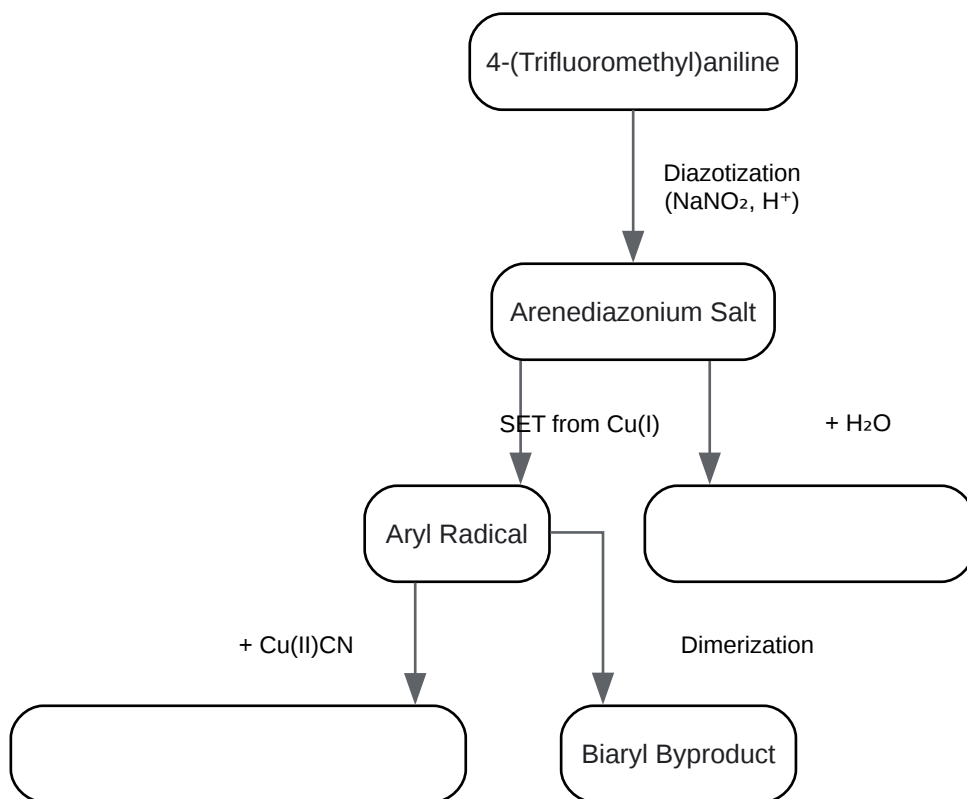 4-(Trifluoromethyl)aniline
Diazotization
(NaNO₂, H⁺)
Arenediazonium Salt
SET from Cu(I)
+ H₂O
Aryl Radical
+ Cu(II)CN
Dimerization
Biaryl Byproduct